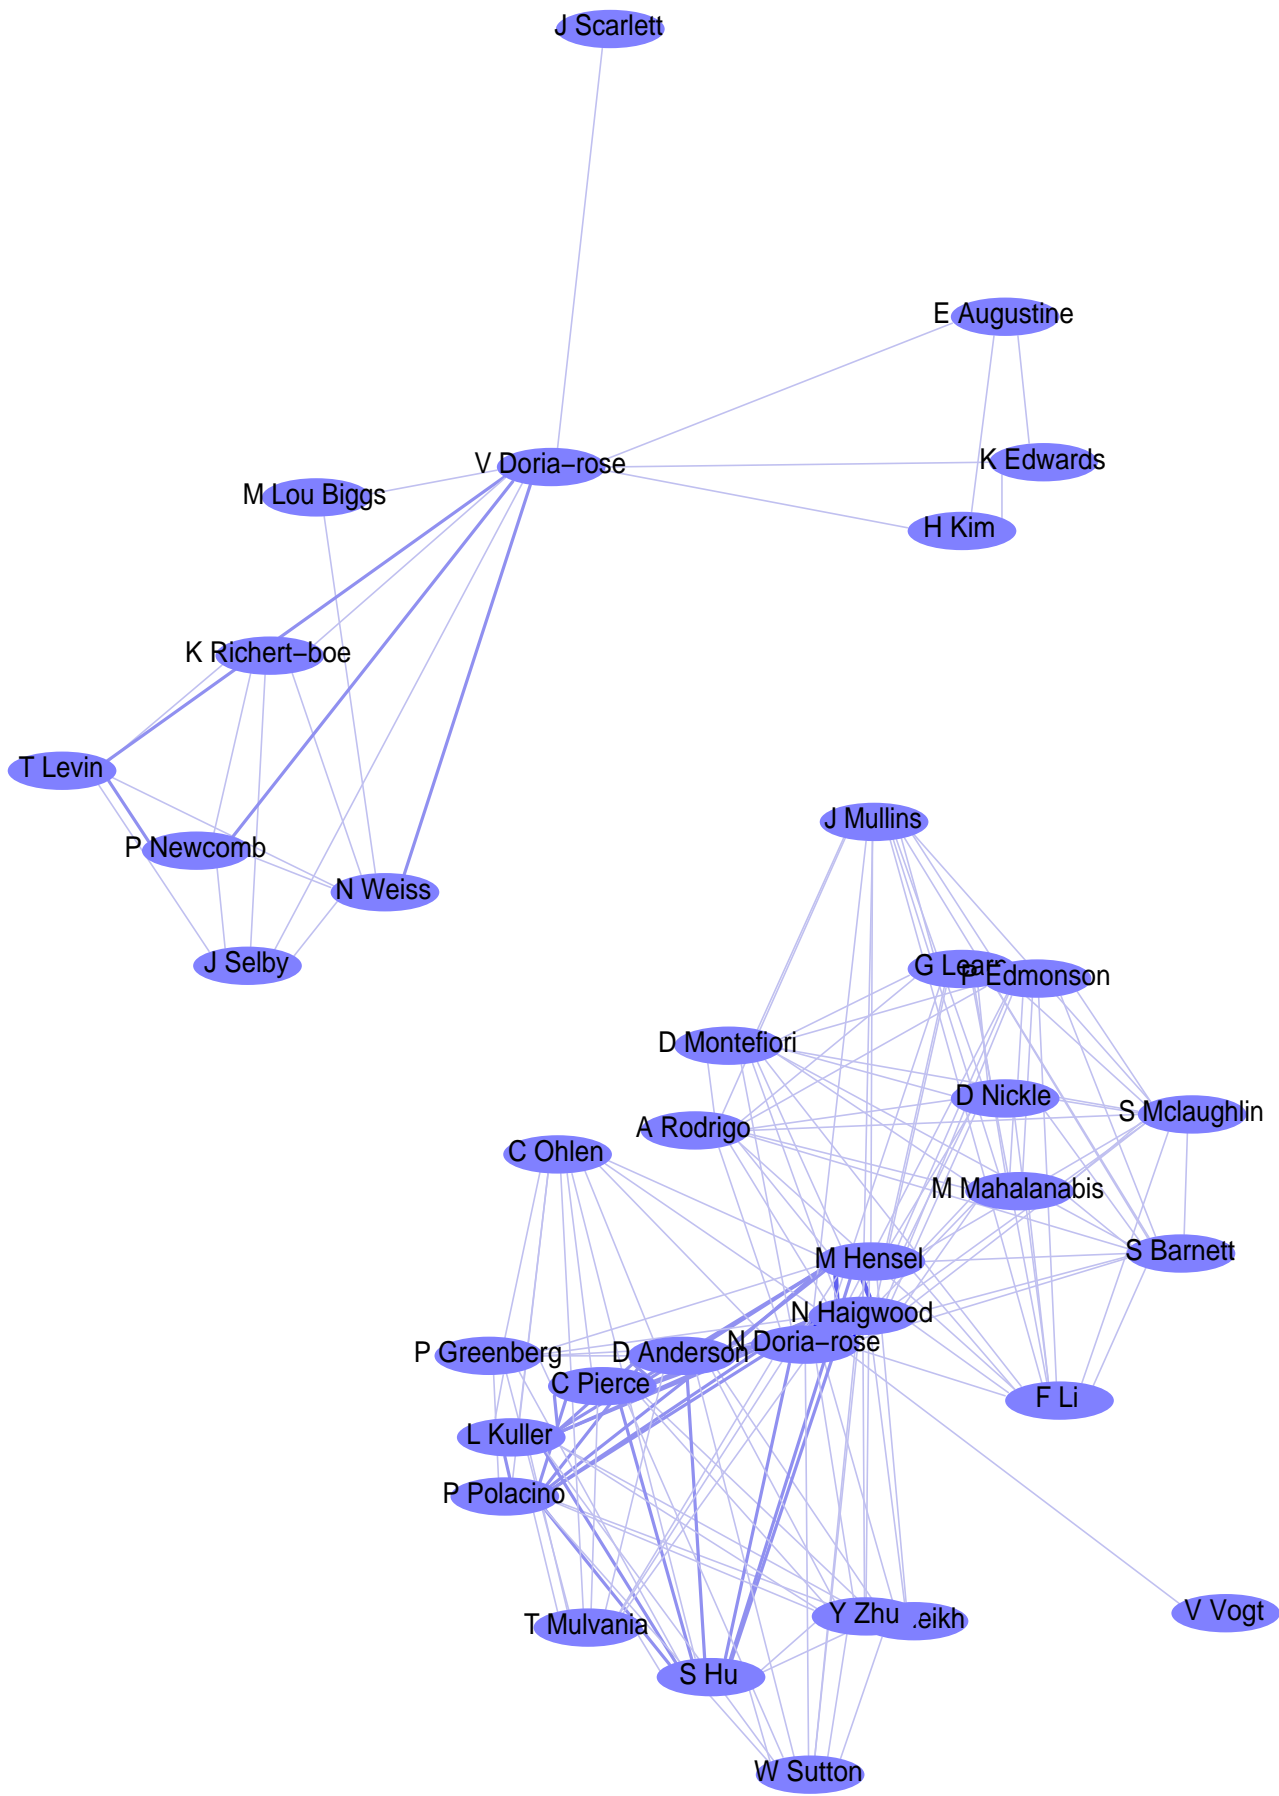 J Scarlett
E Augustine
V Doria–rose
K Edwards
M Lou Biggs
H Kim
K Richert–boe
T Levin
J Mullins
P Newcomb
N Weiss
J Selby
G Learn
P Edmonson
D Montefiori
D Nickle
S Mclaughlin
A Rodrigo
C Ohlen
M Mahalanabis
M Hensel
S Barnett
N Haigwood
N Doria–rose
P Greenberg
D Anderson
C Pierce
F Li
L Kuller
P Polacino
V Vogt
Y Zhu
T Mulvania
S Hu
W Sutton